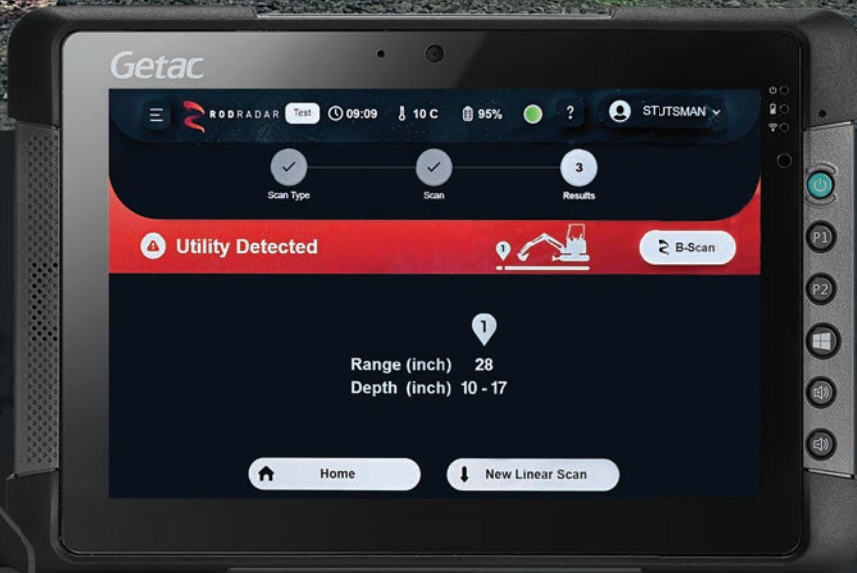 Getac
RODRADAR Test 09:09 10 C 95% ? STUTSMAN
3
Scan Type Scan Results
Utility Detected 1 B-Scan
1
Range (inch) 28
Depth (inch) 10 - 17
Home New Linear Scan
P1
P2